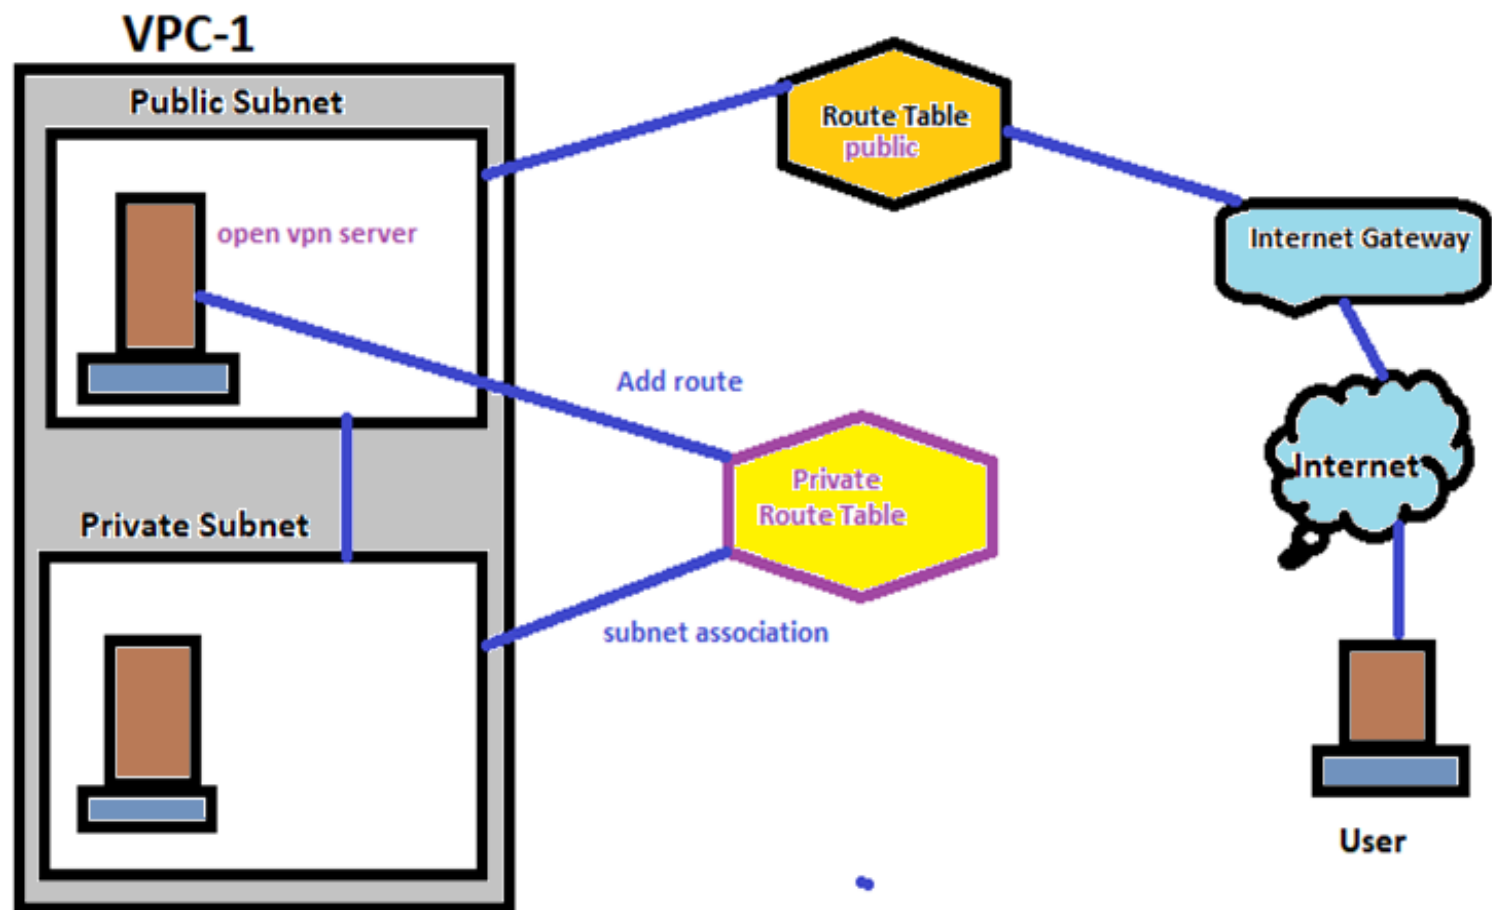 VPC-1
Public Subnet
open vpn server
Private Subnet
Route Table
public
Add route
Private
Route Table
subnet association
Internet Gateway
Internet
User